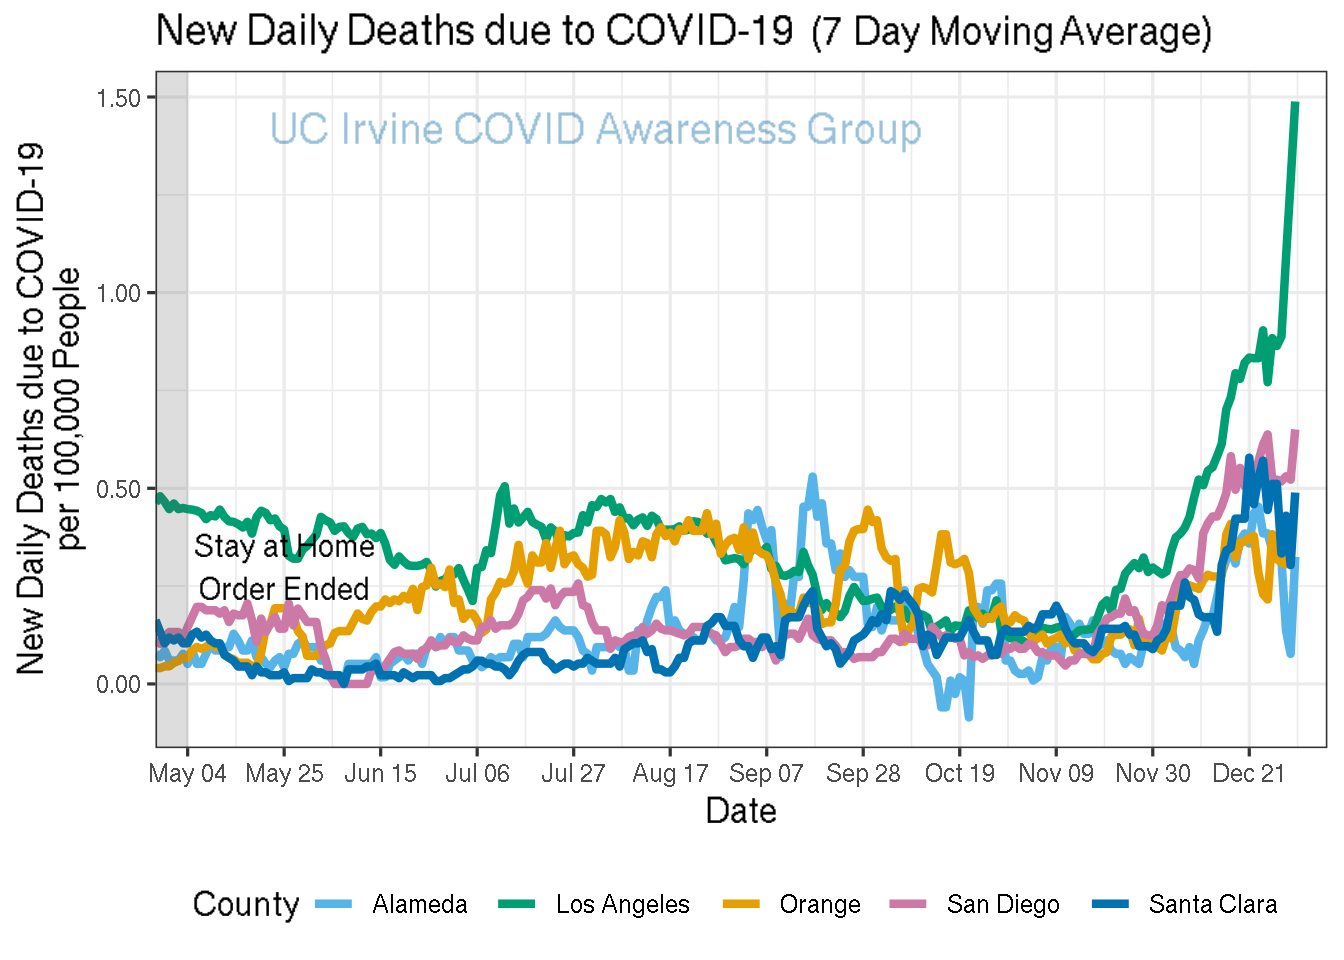 New Daily Deaths due to COVID-19 (7 Day Moving Average)
UC Irvine COVID Awareness Group
New Daily Deaths due to COVID-19
per 100,000 People
1.50
1.00
0.50
0.00
Stay at Home
Order Ended
May 04 May 25 Jun 15 Jul 06 Jul 27 Aug 17 Sep 07 Sep 28 Oct 19 Nov 09 Nov 30 Dec 21
Date
County Alameda Los Angeles Orange San Diego Santa Clara